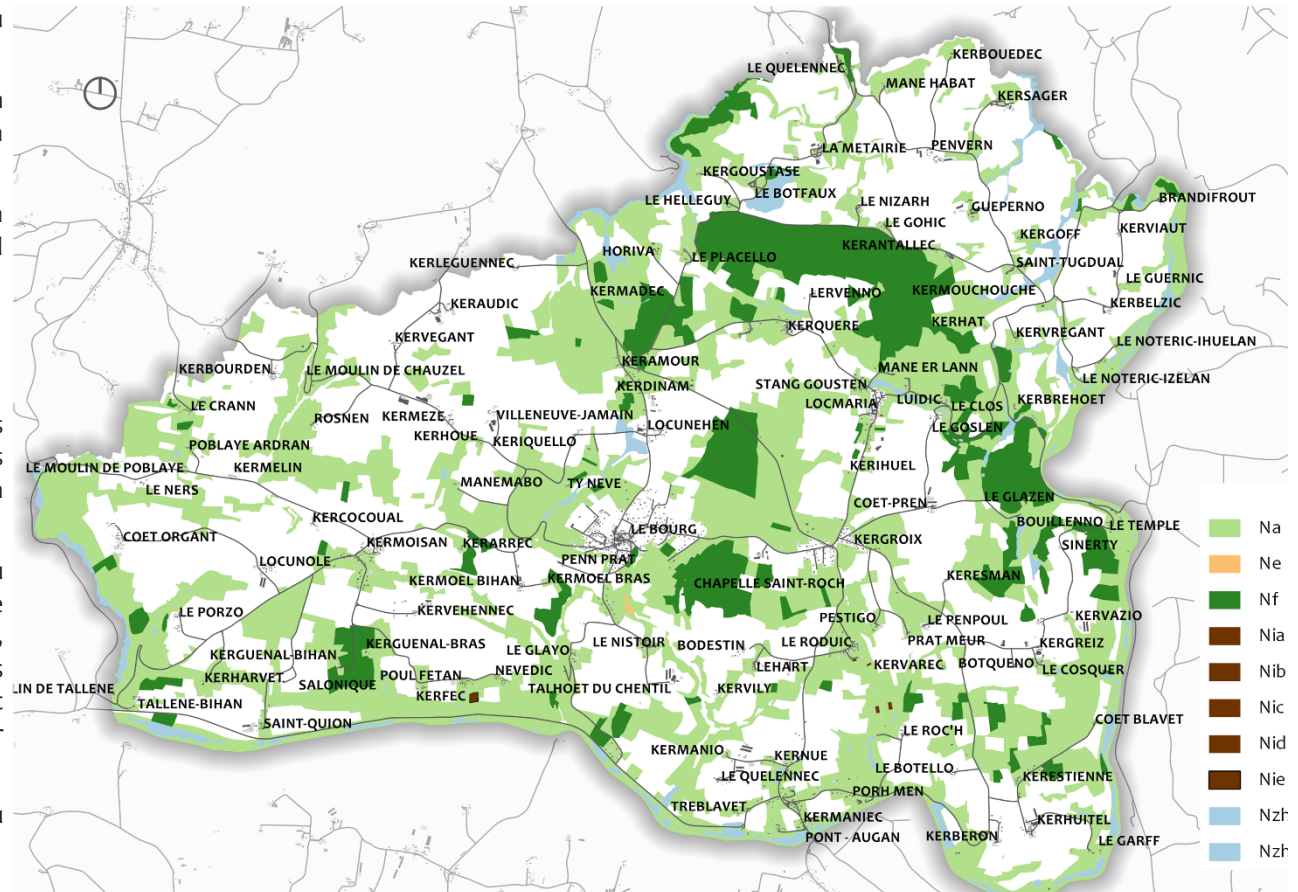 LE QUELENNEC
KERBOUEDEC
MANE HABAT
KERSAGER
LA METAIRIE
PENVERN
KERGOUSTASE
LE BOTFAUX
LE HELLEGUY
LE NIZARH
GUEPERNO
BRANDIFROUT
LE GOHIC
KERGOFF
KERVIAUT
HORIVA
LE PLACELLO
KERANTALLEC
KERLEGUENNEC
SAINT-TUGDUAL
LE GUERNIC
KERMADEC
LERVENNO
KERMOUCHOUCHE
KERAUDIC
KERBELZIC
KERQUERE
KERHAT
KERVREGANT
LE NOTERIC-IHUELAN
KERVEGANT
KERAMOUR
KERBOURDEN
LE MOULIN DE CHAUZEL
MANE ER LANN
LE NOTERIC-IZELAN
KERDINAM
STANG GOUSTEN
LE CRANN
LOCMARIA
LUIDIC
LE CLOS
KERBREHOET
ROSNEN
KERMEZE
VILLENEUVE-JAMAIN
LOCUNEHEN
LE GOSLEN
KERHOUE
KERIQUELLO
POBLAYE ARDRAN
LE MOULIN DE POBLAYE
KERMELIN
KERIHUEL
MANEMABO
TY NEVE
LE NERS
COET-PREN
LE GLAZEN
KERCOCOUAL
BOUILLENNO
LE TEMPLE
COET ORGANT
KERMOISAN
KERARREC
LE BOURG
KERGROIX
SINERTY
LOCUNOLE
PENN PRAT
KERMOEL BIHAN
KERMOEL BRAS
CHAPELLE SAINT-ROCH
KERESMAN
LE PORZO
KERVEHENNEC
PESTIGO
LE PENPOUL
KERVAZIO
KERGUENAL-BRAS
LE NISTOIR
BODESTIN
LE RODUIC
PRAT MEUR
KERGREIZ
KERGUENAL-BIHAN
LE GLAYO
KERHARVET
POUL FETAN
NEVEDIC
LEHART
KERVAREC
BOTQUENO
LE COSQUER
LIN DE TALLENE
SALONIQUE
KERFEC
TALHOET DU CHENTIL
KERVILY
TALLENE-BIHAN
SAINT-QUION
COET BLAVET
LE ROC'H
KERMANIO
KERNUE
LE QUELENNEC
LE BOTELLO
KERESTIENNE
PORH MEN
TREBLAVET
KERMANIEC
KERHUITEL
PONT - AUGAN
KERBERON
LE GARFF
Na
Ne
Nf
Nia
Nib
Nic
Nid
Nie
Nzh
Nzh